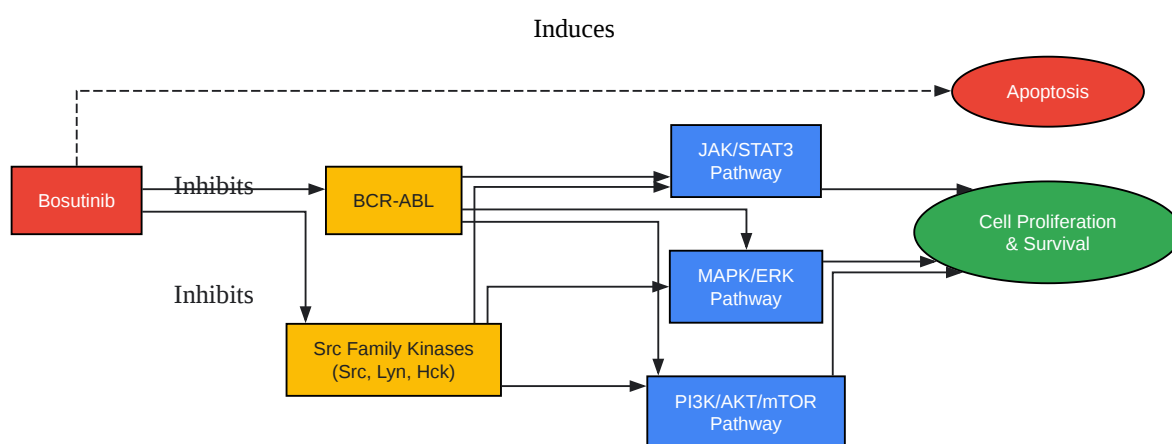 Induces
Apoptosis
JAK/STAT3
Pathway
Bosutinib
Inhibits
BCR-ABL
Cell Proliferation
& Survival
MAPK/ERK
Pathway
Inhibits
Src Family Kinases
(Src, Lyn, Hck)
PI3K/AKT/mTOR
Pathway